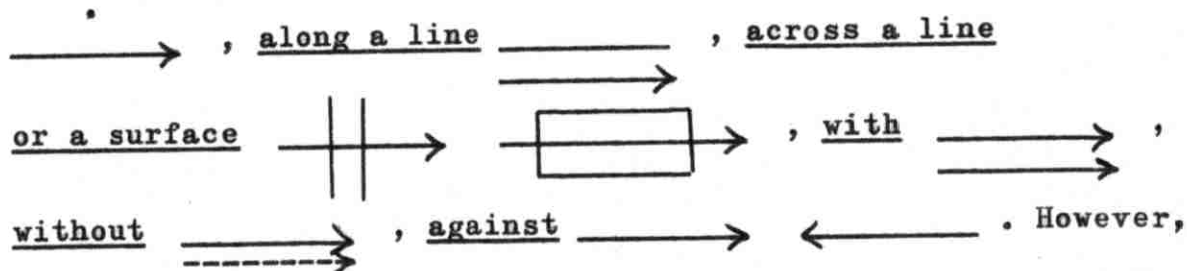 , along a line , across a line
or a surface , with ,
without , against . However,